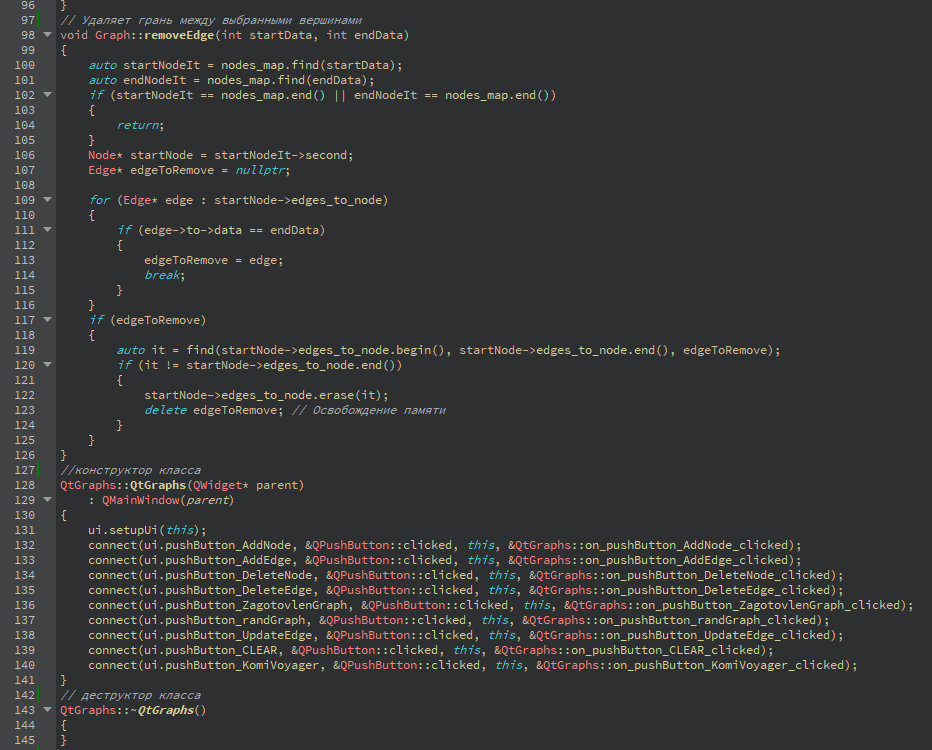 96 }
97 // Удаляет грань между выбранными вершинами
98 void Graph::removeEdge(int startData, int endData)
99 {
100 auto startNodeIt = nodes_map.find(startData);
101 auto endNodeIt = nodes_map.find(endData);
102 if (startNodeIt == nodes_map.end() || endNodeIt == nodes_map.end())
103 {
104 return;
105 }
106 Node* startNode = startNodeIt->second;
107 Edge* edgeToRemove = nullptr;
108
109 for (Edge* edge : startNode->edges_to_node)
110 {
111 if (edge->to->data == endData)
112 {
113 edgeToRemove = edge;
114 break;
115 }
116 }
117 if (edgeToRemove)
118 {
119 auto it = find(startNode->edges_to_node.begin(), startNode->edges_to_node.end(), edgeToRemove);
120 if (it != startNode->edges_to_node.end())
121 {
122 startNode->edges_to_node.erase(it);
123 delete edgeToRemove; // Освобождение памяти
124 }
125 }
126 }
127 //конструктор класса
128 QtGraphs::QtGraphs(QWidget* parent)
129 : QMainWindow(parent)
130 {
131 ui.setupUi(this);
132 connect(ui.pushButton_AddNode, &QPushButton::clicked, this, &QtGraphs::on_pushButton_AddNode_clicked);
133 connect(ui.pushButton_AddEdge, &QPushButton::clicked, this, &QtGraphs::on_pushButton_AddEdge_clicked);
134 connect(ui.pushButton_DeleteNode, &QPushButton::clicked, this, &QtGraphs::on_pushButton_DeleteNode_clicked);
135 connect(ui.pushButton_DeleteEdge, &QPushButton::clicked, this, &QtGraphs::on_pushButton_DeleteEdge_clicked);
136 connect(ui.pushButton_ZagotovlenGraph, &QPushButton::clicked, this, &QtGraphs::on_pushButton_ZagotovlenGraph_clicked);
137 connect(ui.pushButton_randGraph, &QPushButton::clicked, this, &QtGraphs::on_pushButton_randGraph_clicked);
138 connect(ui.pushButton_UpdateEdge, &QPushButton::clicked, this, &QtGraphs::on_pushButton_UpdateEdge_clicked);
139 connect(ui.pushButton_CLEAR, &QPushButton::clicked, this, &QtGraphs::on_pushButton_CLEAR_clicked);
140 connect(ui.pushButton_KomiVoyager, &QPushButton::clicked, this, &QtGraphs::on_pushButton_KomiVoyager_clicked);
141 }
142 // деструктор класса
143 QtGraphs::~QtGraphs()
144 {
145 }